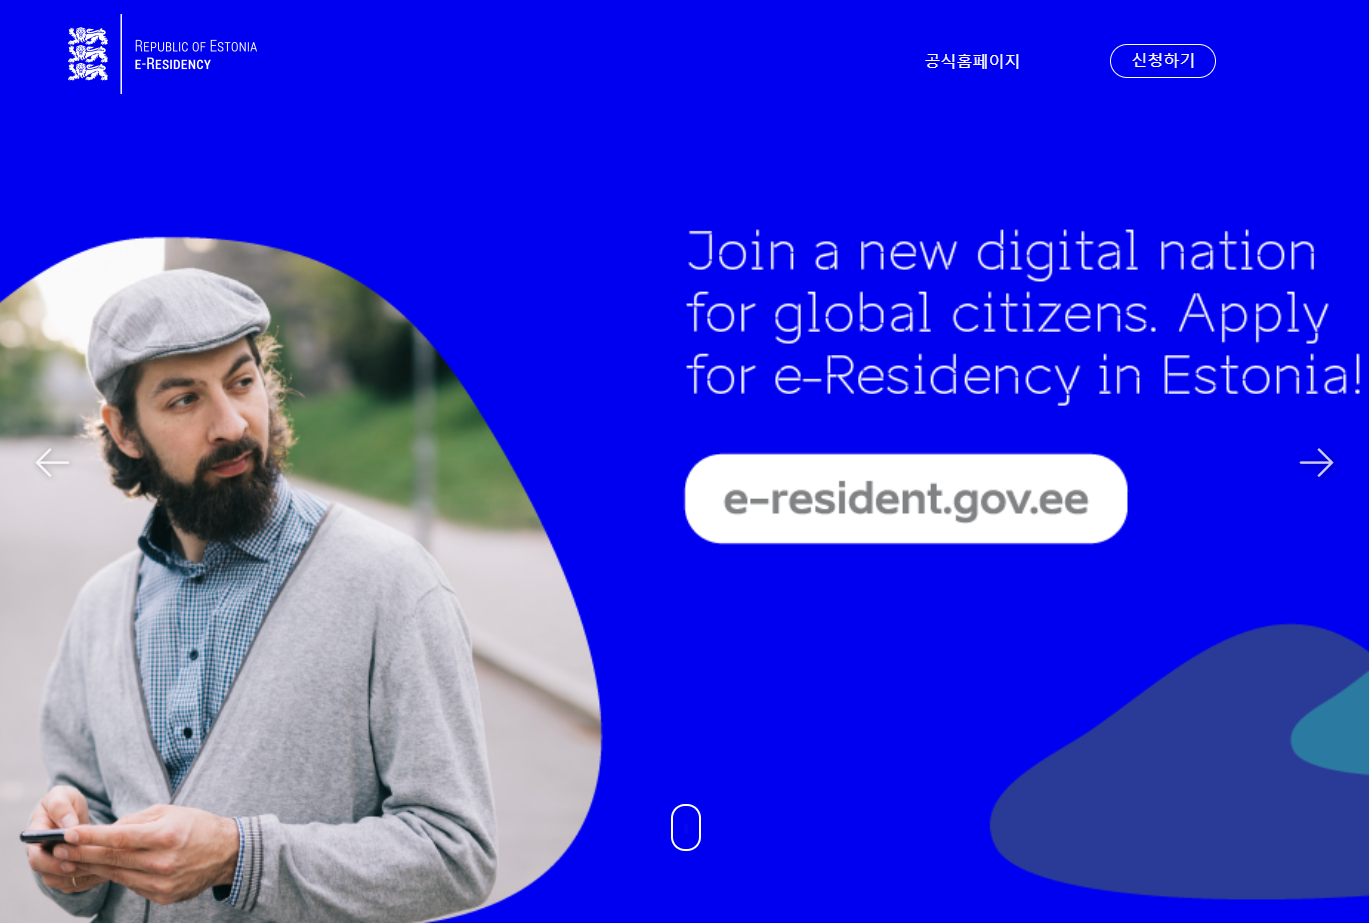 REPUBLIC OF ESTONIA
E-RESIDENCY
공식홈페이지
신청하기
Join a new digital nation
for global citizens. Apply
for e-Residency in Estonia!
e-resident.gov.ee